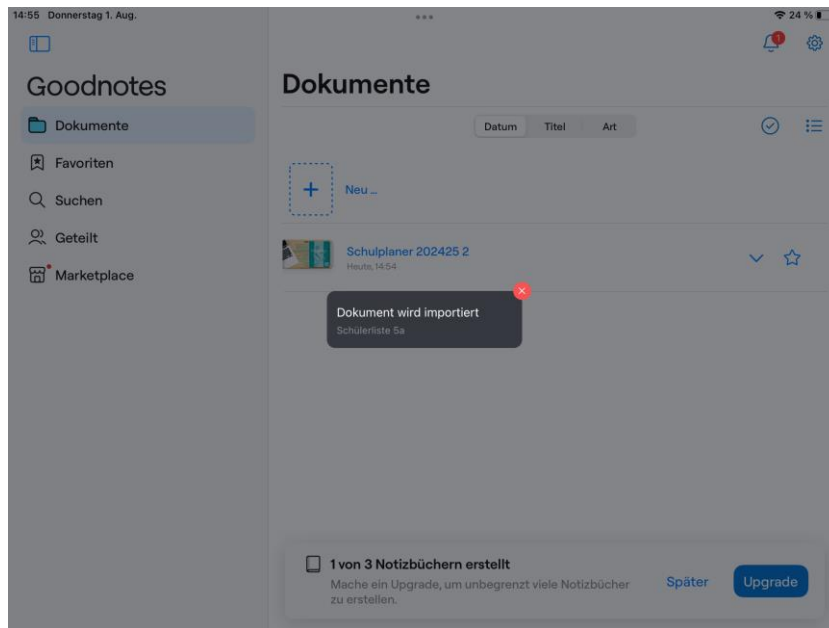 14:55 Donnerstag 1. Aug.
24 %
1
Goodnotes
Dokumente
Favoriten
Suchen
Geteilt
Marketplace
Dokumente
Datum Titel Art
Neu ...
Schulplaner 202425 2
Heute, 14:54
Dokument wird importiert
Schülerliste 5a
1 von 3 Notizbüchern erstellt
Mache ein Upgrade, um unbegrenzt viele Notizbücher
zu erstellen.
Später
Upgrade